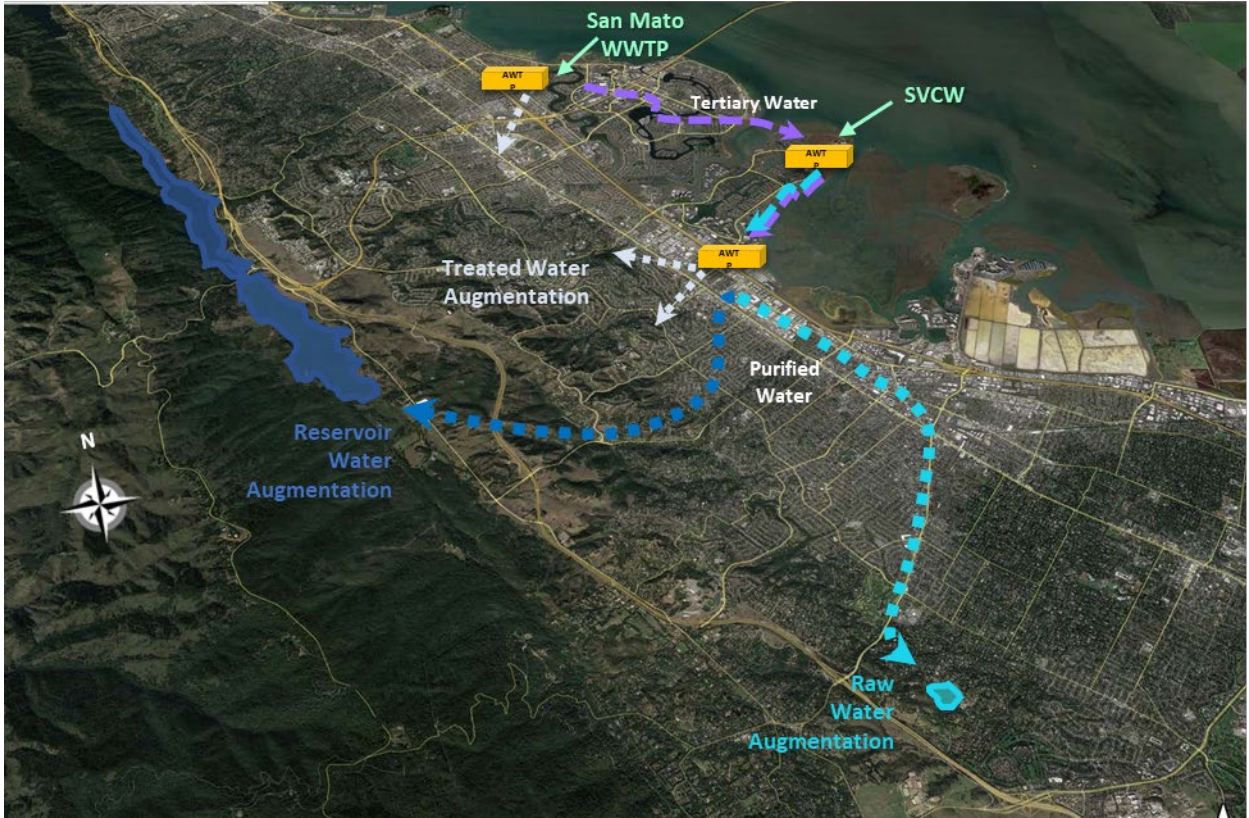 San Mato
WWTP
AWT
P
Tertiary Water
SVCW
AWT
P
AWT
P
Treated Water
Augmentation
Purified
Water
Reservoir
Water
Augmentation
N
Raw
Water
Augmentation